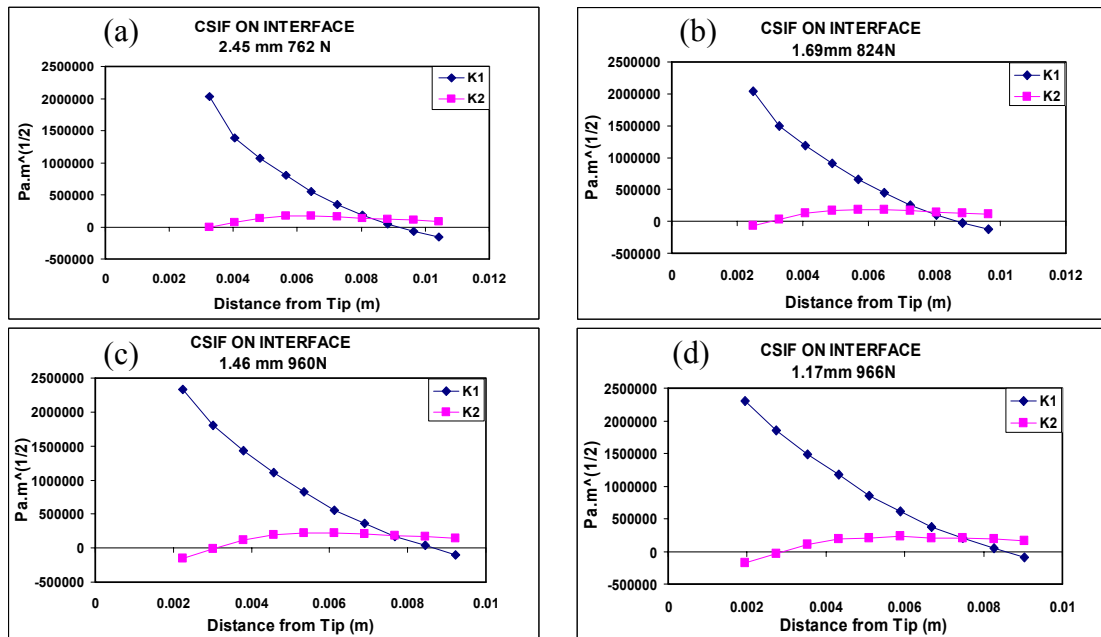 (a)
CSIF ON INTERFACE
2.45 mm 762 N
2500000
2000000
1500000
1000000
500000
0
-500000
Pa.m^(1/2)
K1
K2
0 0.002 0.004 0.006 0.008 0.01 0.012
Distance from Tip (m)
(b)
CSIF ON INTERFACE
1.69mm 824N
2500000
2000000
1500000
1000000
500000
0
-500000
Pa.m^(1/2)
K1
K2
0 0.002 0.004 0.006 0.008 0.01 0.012
Distance from Tip (m)
(c)
CSIF ON INTERFACE
1.46 mm 960N
2500000
2000000
1500000
1000000
500000
0
-500000
Pa.m^(1/2)
K1
K2
0 0.002 0.004 0.006 0.008 0.01
Distance from Tip (m)
(d)
CSIF ON INTERFACE
1.17mm 966N
2500000
2000000
1500000
1000000
500000
0
-500000
Pa.m^(1/2)
K1
K2
0 0.002 0.004 0.006 0.008 0.01
Distance from Tip (m)